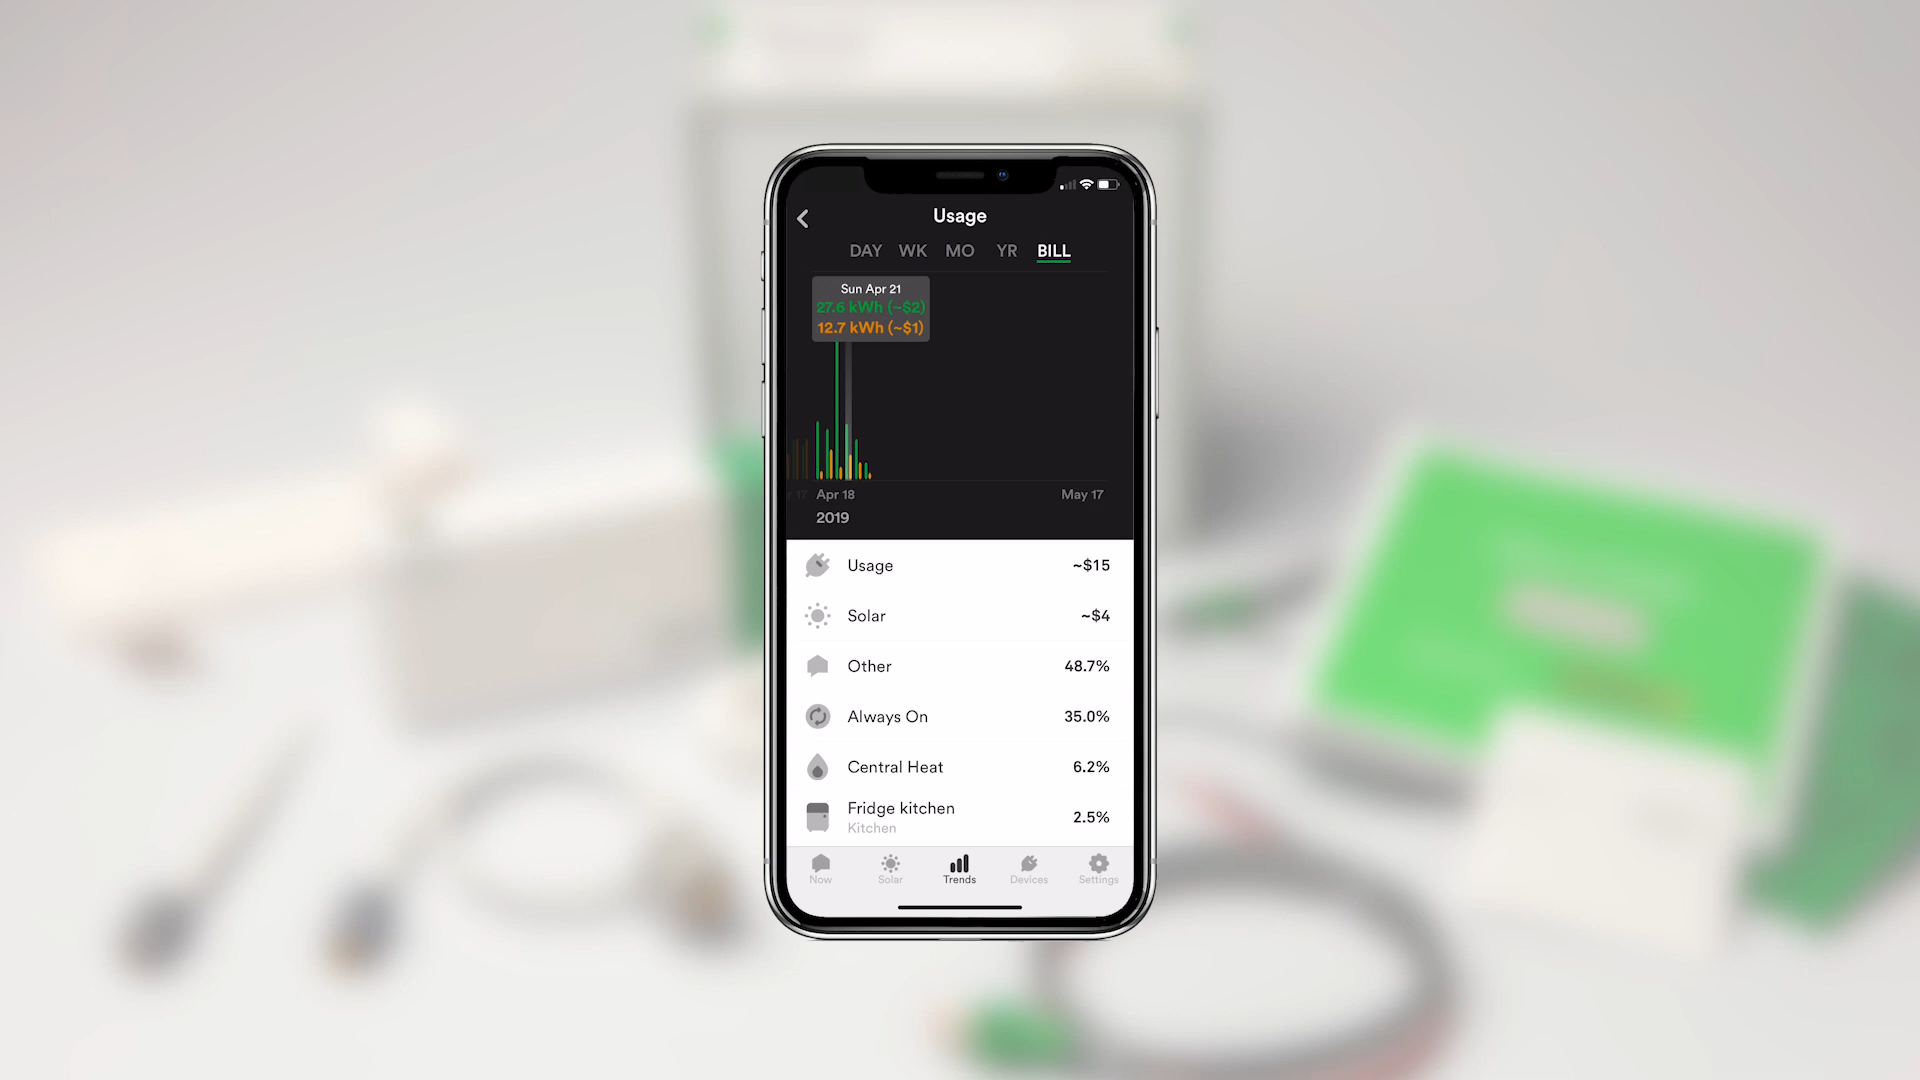 Usage
DAY WK MO YR BILL
Sun Apr 21
27.6 kWh (~$2)
12.7 kWh (~$1)
r 17 Apr 18 May 17
2019
Usage ~$15
Solar ~$4
Other 48.7%
Always On 35.0%
Central Heat 6.2%
Fridge kitchen 2.5%
Kitchen
Now Solar Trends Devices Settings